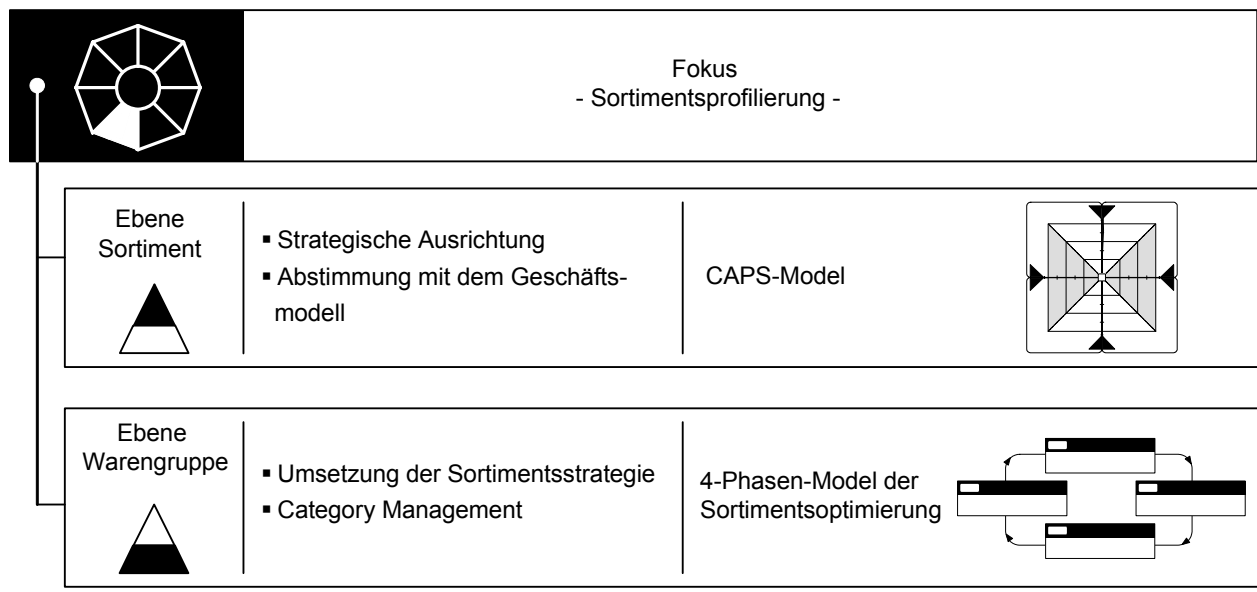 Fokus
- Sortimentsprofilierung -
Ebene
Sortiment
▪ Strategische Ausrichtung
▪ Abstimmung mit dem Geschäfts-
modell
CAPS-Model
Ebene
Warengruppe
▪ Umsetzung der Sortimentsstrategie
▪ Category Management
4-Phasen-Model der
Sortimentsoptimierung